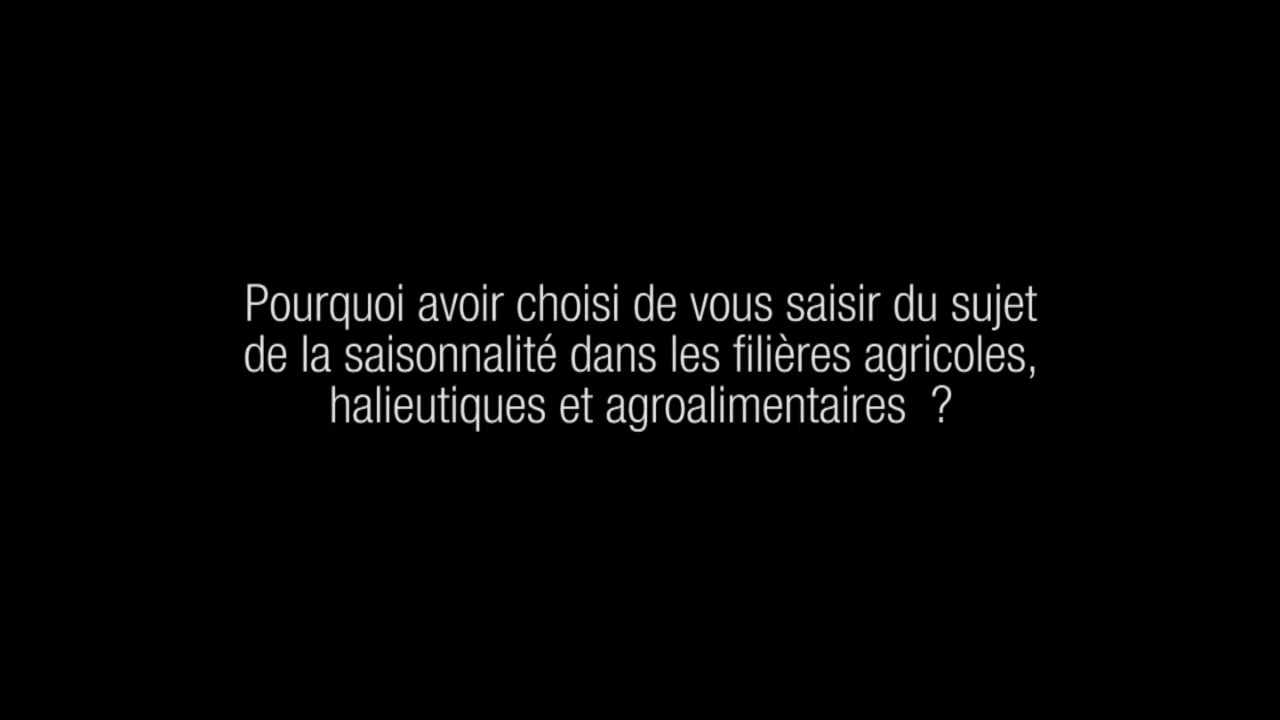 Pourquoi avoir choisi de vous saisir du sujet
de la saisonnalité dans les filières agricoles,
halieutiques et agroalimentaires  ?